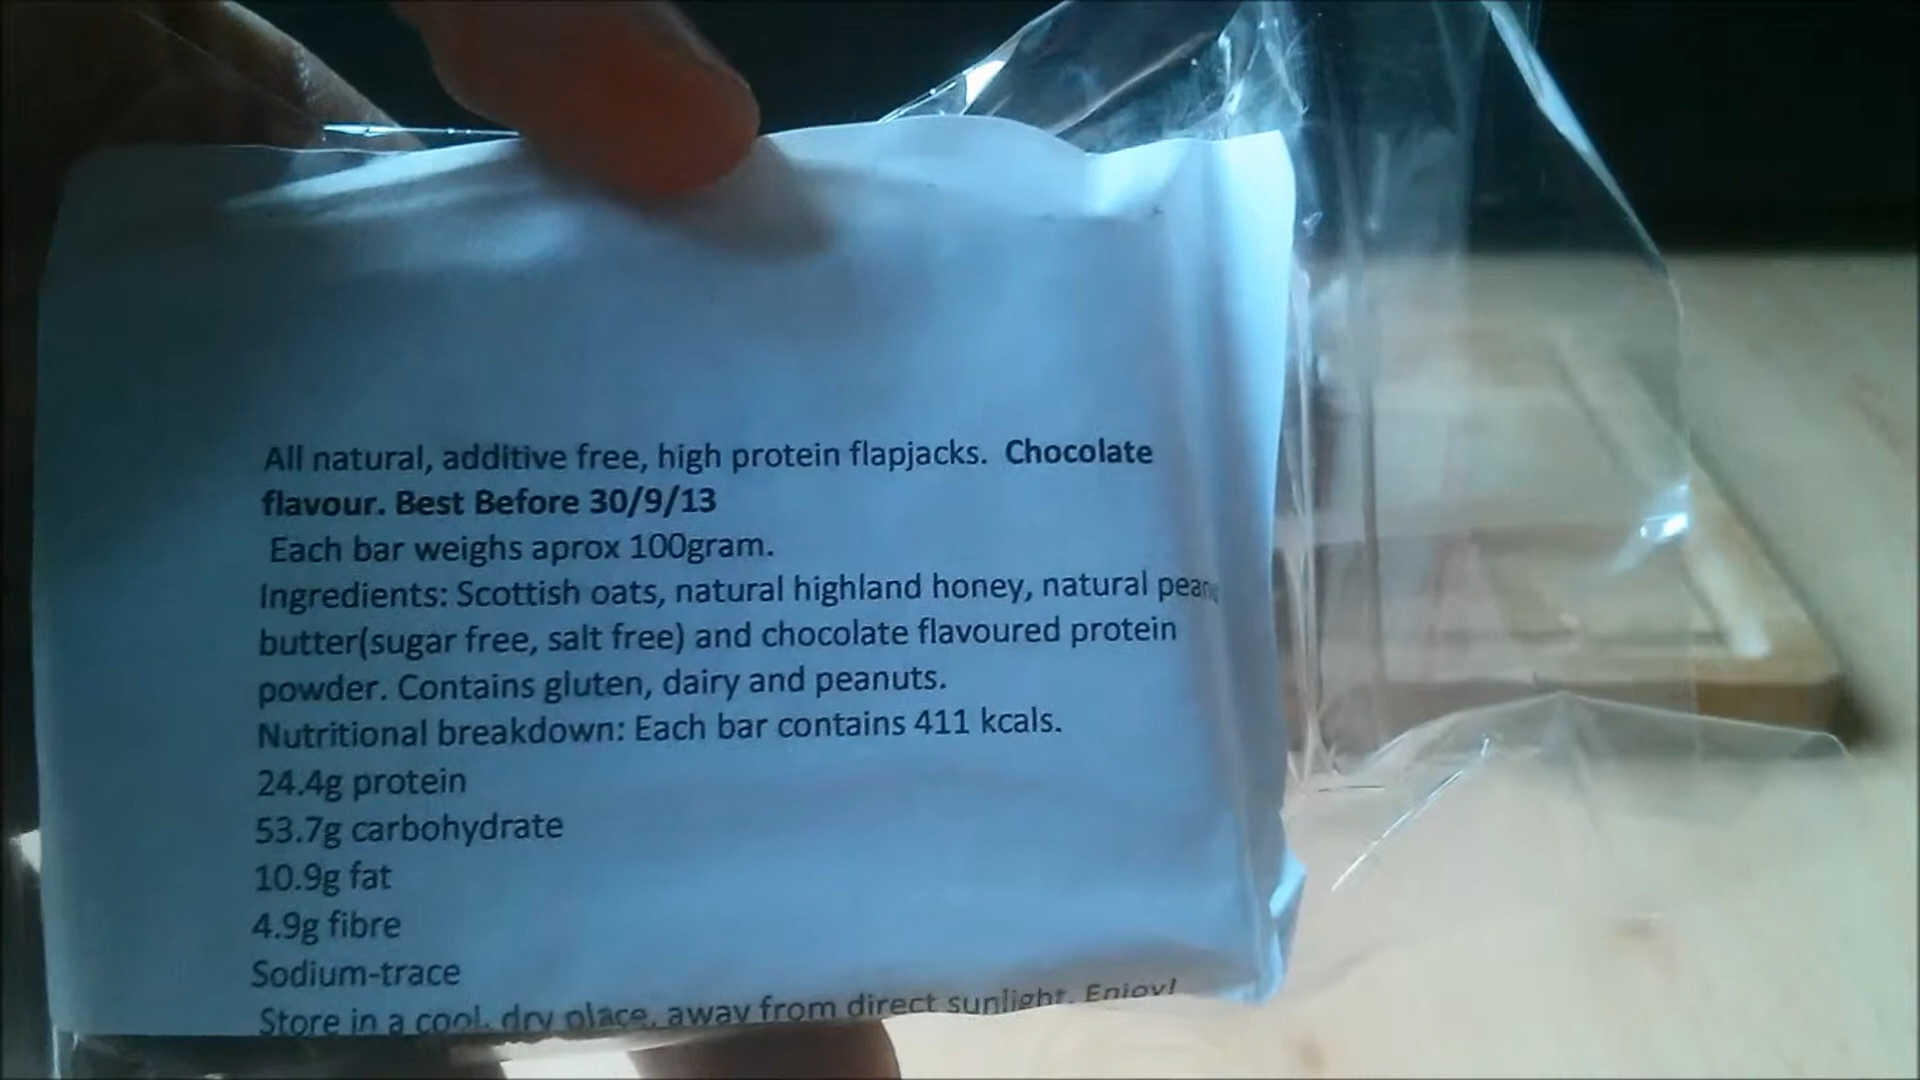 All natural, additive free, high protein flapjacks. Chocolate
flavour. Best Before 30/9/13
Each bar weighs aprox 100gram.
Ingredients: Scottish oats, natural highland honey, natural
butter(sugar free, salt free) and chocolate flavoured protein
powder. Contains gluten, dairy and peanuts.
Nutritional breakdown: Each bar contains 411 kcals.
24.4g protein
53.7g carbohydrate
10.9g fat
4.9g fibre
Sodium-trace
Store in a cool, dry place, away from direct sunlight. Enjoy!